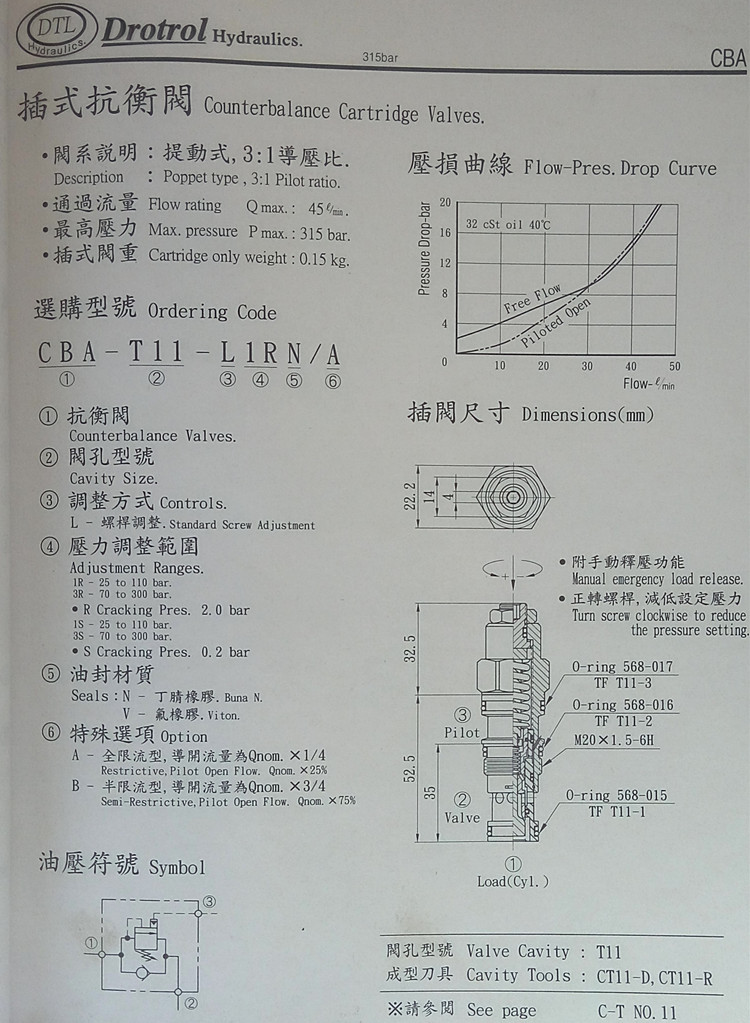 DTL
Hydraulics.
Drotrol Hydraulics.
315bar
CBA
插式抗衡閥 Counterbalance Cartridge Valves.
•閥系説明：提動式, 3:1導壓比.
Description : Poppet type , 3:1 Pilot ratio.
•通過流量 Flow rating Q max. : 45 ℓ/min.
•最高壓力 Max. pressure P max. : 315 bar.
•插式閥重 Cartridge only weight : 0.15 kg.
選購型號 Ordering Code
CBA-T11-L1RN/A
① ② ③ ④ ⑤ ⑥
① 抗衡閥
Counterbalance Valves.
② 閥孔型號
Cavity Size.
③ 調整方式 Controls.
L - 螺桿調整. Standard Screw Adjustment
④ 壓力調整範圍
Adjustment Ranges.
1R - 25 to 110 bar.
3R - 70 to 300 bar.
• R Cracking Pres. 2.0 bar
1S - 25 to 110 bar.
3S - 70 to 300 bar.
• S Cracking Pres. 0.2 bar
⑤ 油封材質
Seals : N - 丁腈橡膠. Buna N.
V - 氟橡膠. Viton.
⑥ 特殊選項 Option
A - 全限流型, 導開流量為Qnom. ×1/4
Restrictive, Pilot Open Flow. Qnom. ×25%
B - 半限流型, 導開流量為Qnom. ×3/4
Semi-Restrictive, Pilot Open Flow. Qnom. ×75%
油壓符號 Symbol
③
①
②
壓損曲線 Flow-Pres. Drop Curve
Pressure Drop-bar
20
16
12
8
4
0
32 cSt oil 40℃
Free Flow
Piloted Open
10 20 30 40 50
Flow-ℓ/min
插閥尺寸 Dimensions(mm)
22.2
14
4
+
•附手動釋壓功能
Manual emergency load release.
•正轉螺桿, 減低設定壓力
Turn screw clockwise to reduce
the pressure setting.
32.5
52.5
35
③
Pilot
②
Valve
①
Load(Cyl.)
O-ring 568-017
TF T11-3
O-ring 568-016
TF T11-2
M20×1.5-6H
O-ring 568-015
TF T11-1
閥孔型號 Valve Cavity : T11
成型刀具 Cavity Tools : CT11-D, CT11-R
※請參閱 See page C-T NO.11